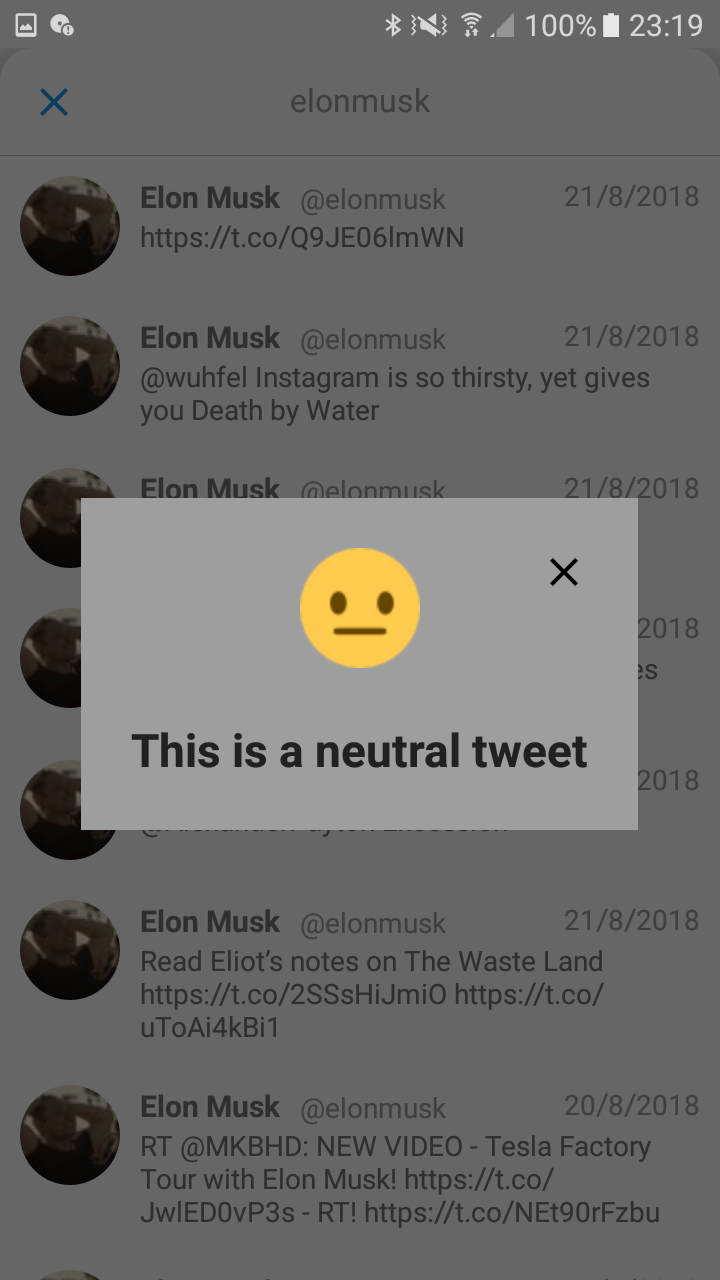 100% 23:19
elonmusk
Elon Musk @elonmusk 21/8/2018
https://t.co/Q9JE06lmWN
Elon Musk @elonmusk 21/8/2018
@wuhfel Instagram is so thirsty, yet gives
you Death by Water
Elon Musk @elonmusk 21/8/2018
This is a neutral tweet
Elon Musk @elonmusk 21/8/2018
Read Eliot’s notes on The Waste Land
https://t.co/2SSsHiJmiO https://t.co/
uToAi4kBi1
Elon Musk @elonmusk 20/8/2018
RT @MKBHD: NEW VIDEO - Tesla Factory
Tour with Elon Musk! https://t.co/
JwlED0vP3s - RT! https://t.co/NEt90rFzbu